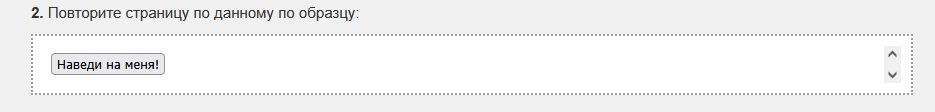 2. Повторите страницу по данному по образцу:
Наведи на меня!